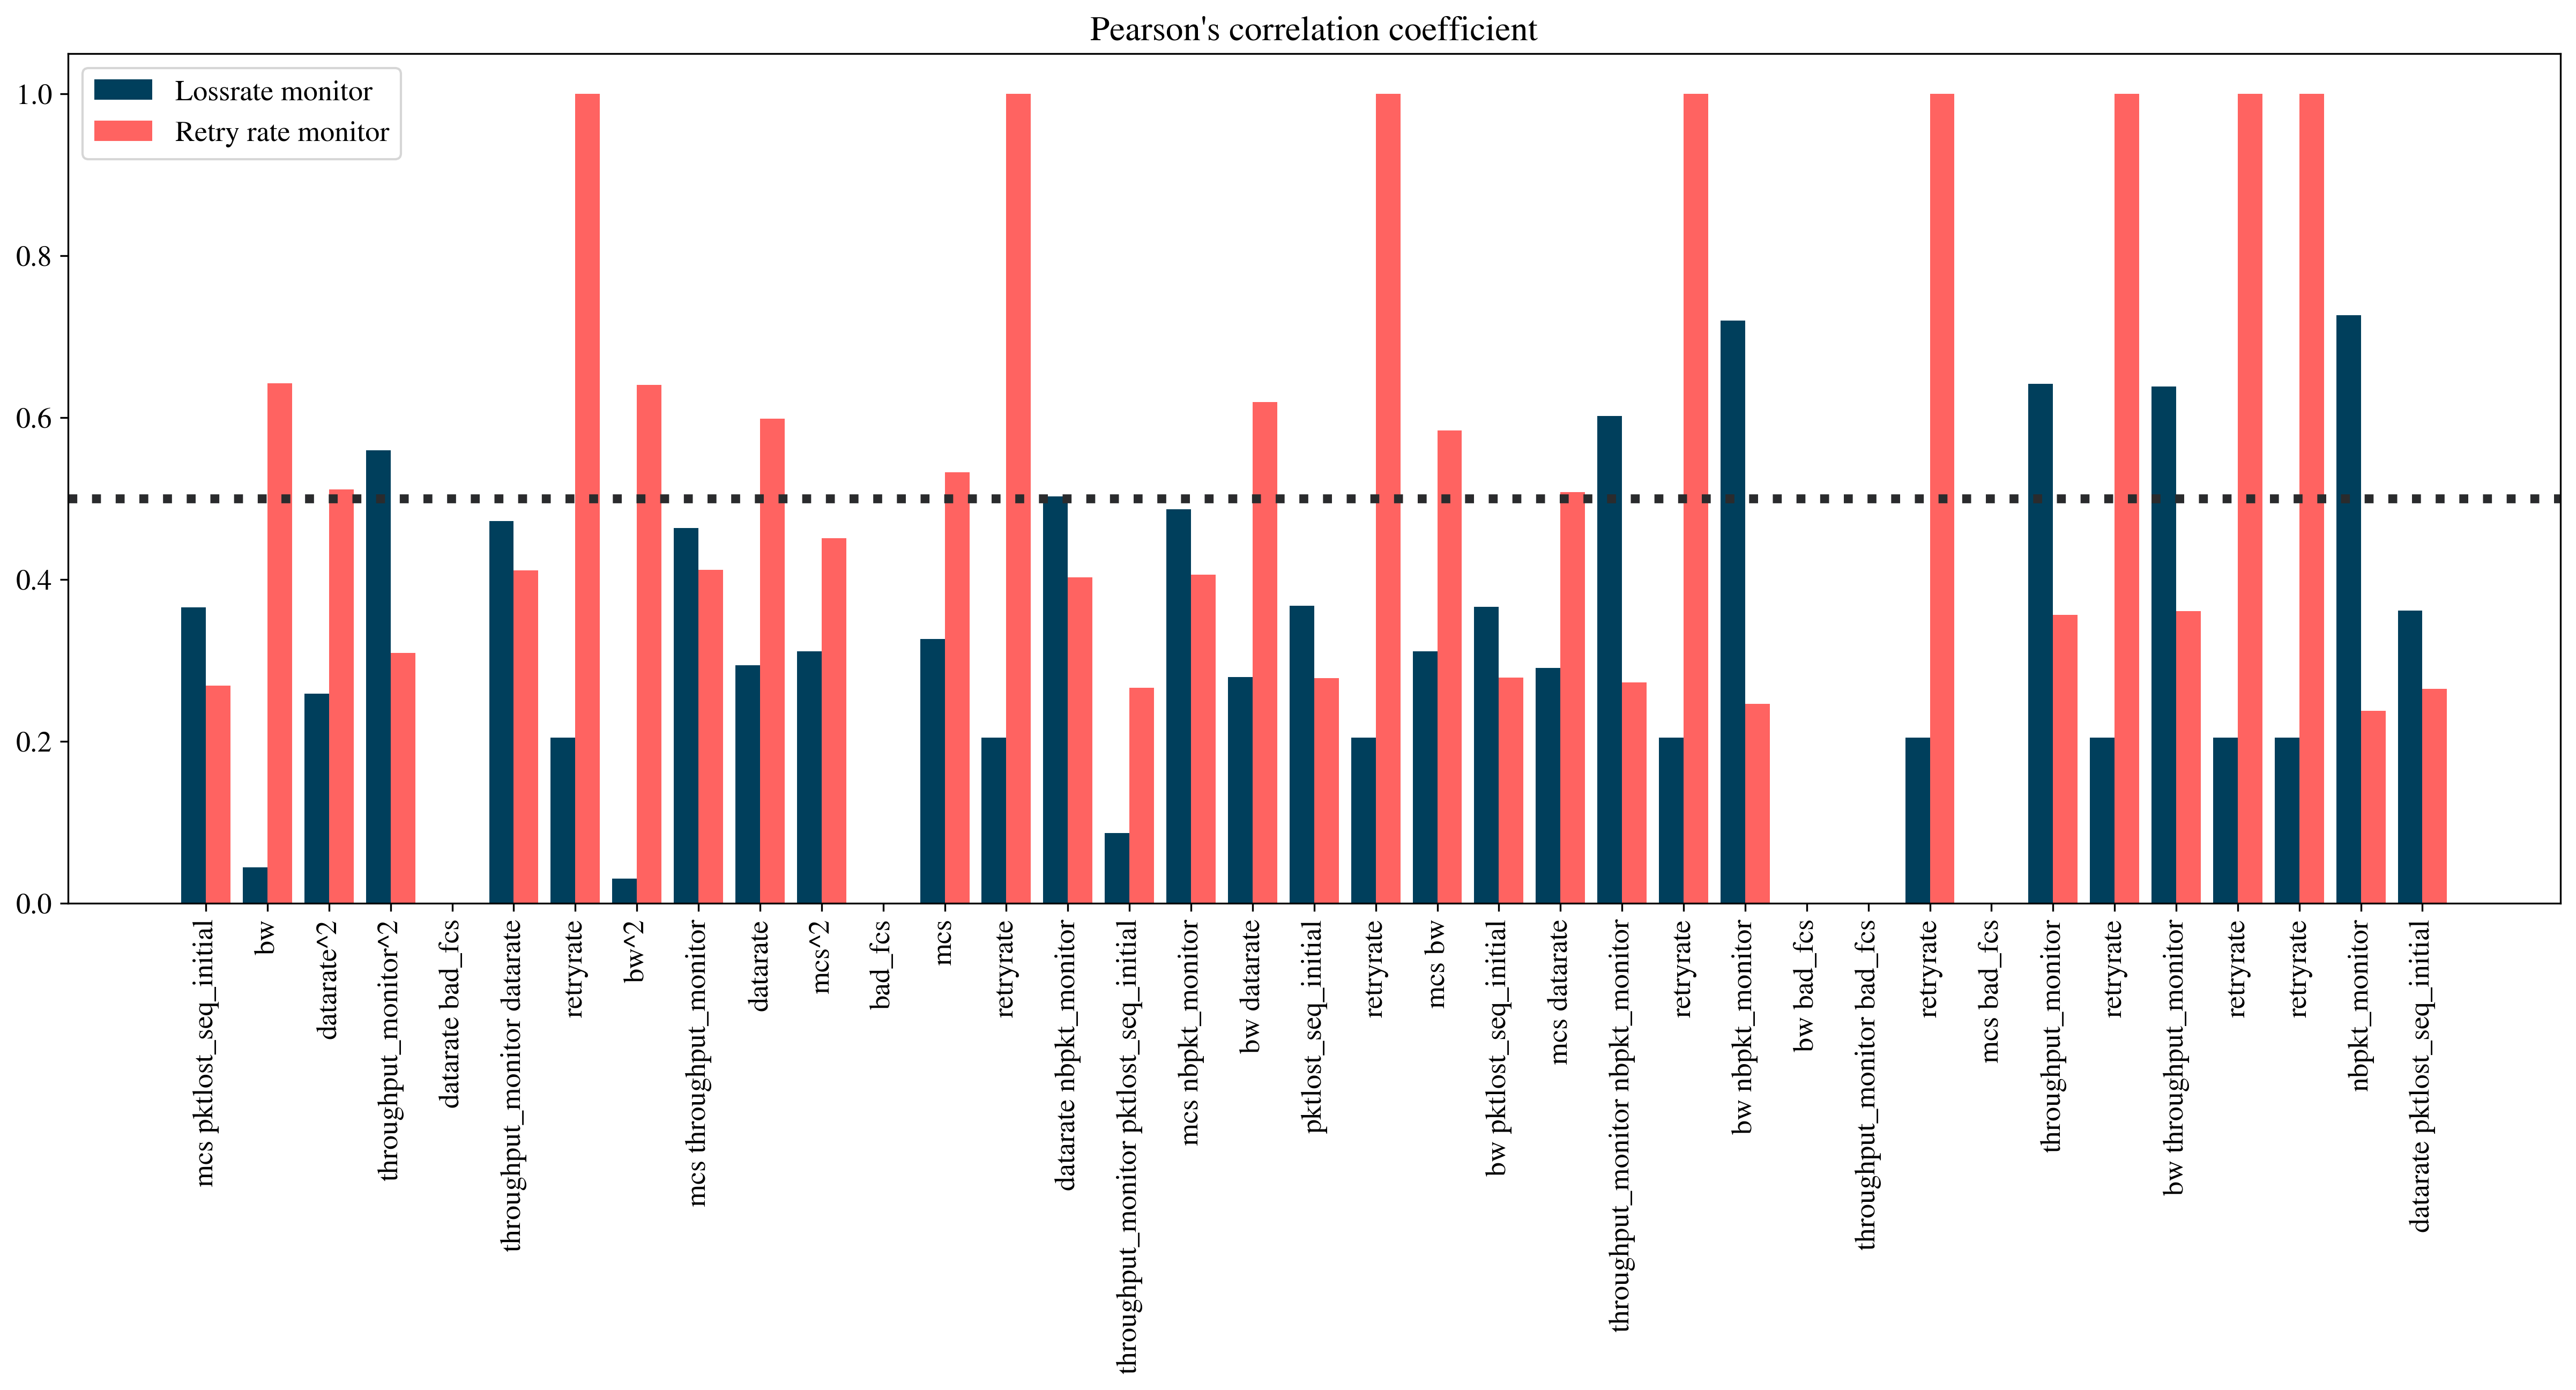 Pearson's correlation coefficient
Lossrate monitor
Retry rate monitor
1.0
0.8
0.6
0.4
0.2
0.0
mcs pktlost_seq_initial
bw
datarate^2
throughput_monitor^2
datarate bad_fcs
throughput_monitor datarate
retryrate
bw^2
mcs throughput_monitor
datarate
mcs^2
bad_fcs
mcs
retryrate
datarate nbpkt_monitor
throughput_monitor pktlost_seq_initial
mcs nbpkt_monitor
bw datarate
pktlost_seq_initial
retryrate
mcs bw
bw pktlost_seq_initial
mcs datarate
throughput_monitor nbpkt_monitor
retryrate
bw nbpkt_monitor
bw bad_fcs
throughput_monitor bad_fcs
retryrate
mcs bad_fcs
throughput_monitor
retryrate
bw throughput_monitor
retryrate
retryrate
nbpkt_monitor
datarate pktlost_seq_initial